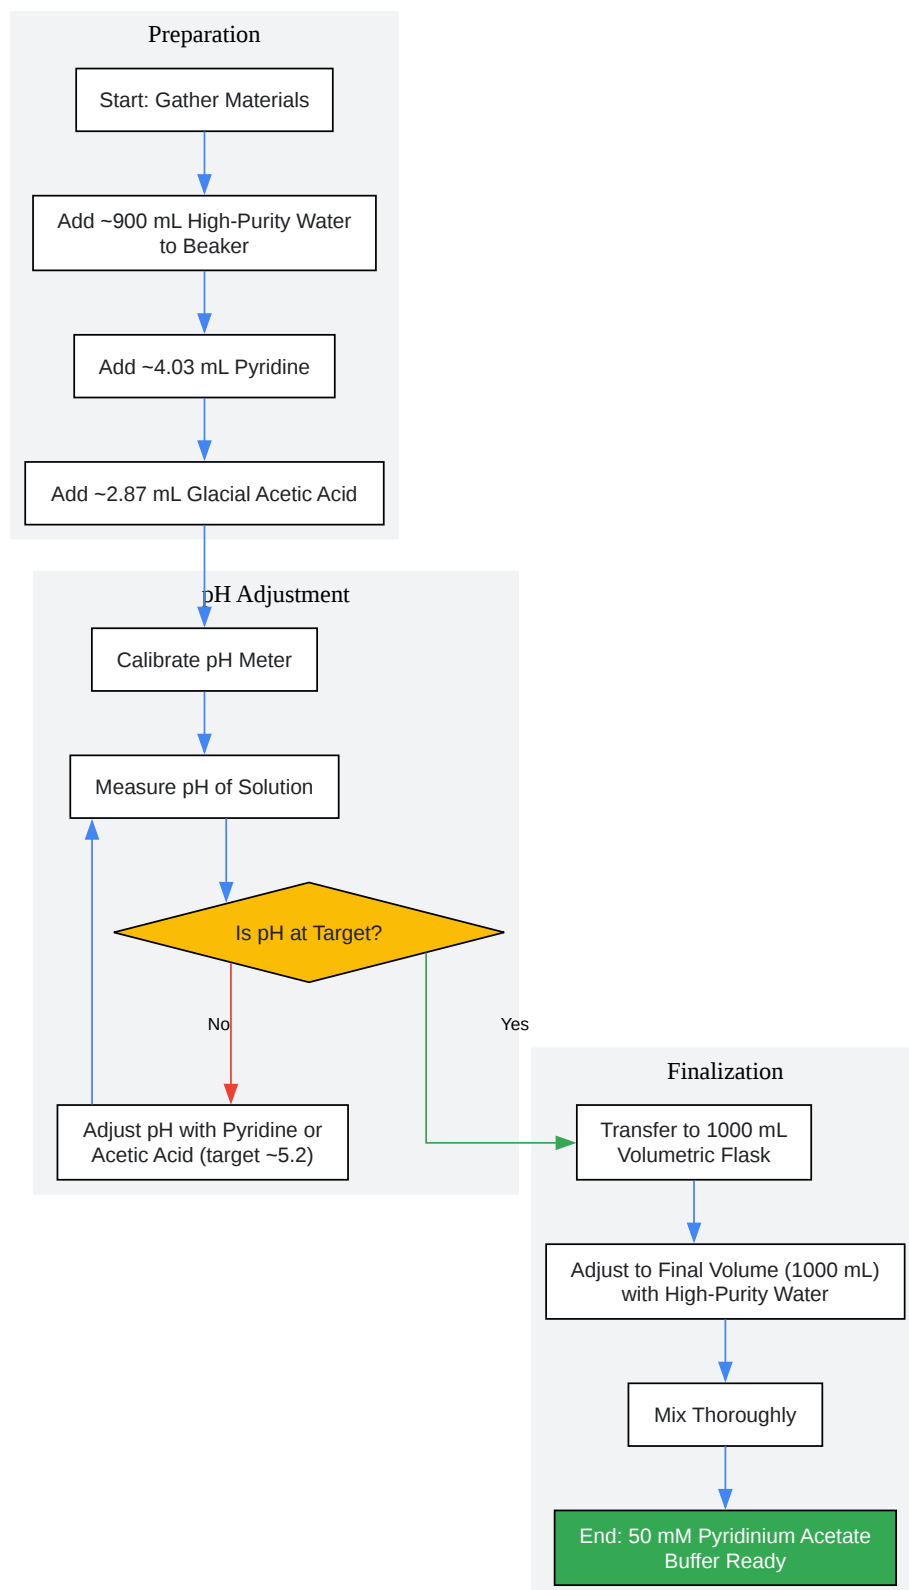 Preparation
Start: Gather Materials
Add ~900 mL High-Purity Water
to Beaker
Add ~4.03 mL Pyridine
Add ~2.87 mL Glacial Acetic Acid
pH Adjustment
Calibrate pH Meter
Measure pH of Solution
Is pH at Target?
No
Yes
Adjust pH with Pyridine or
Acetic Acid (target ~5.2)
Finalization
Transfer to 1000 mL
Volumetric Flask
Adjust to Final Volume (1000 mL)
with High-Purity Water
Mix Thoroughly
End: 50 mM Pyridinium Acetate
Buffer Ready